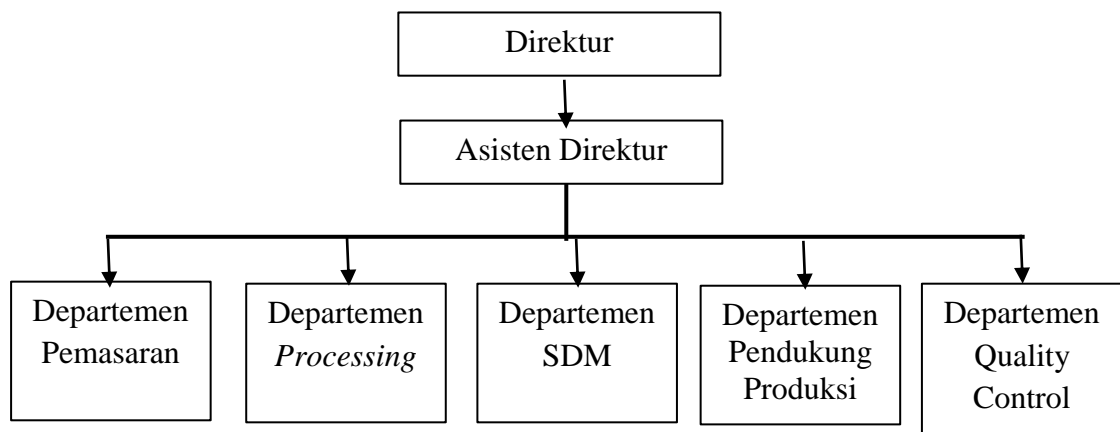 Direktur
Asisten Direktur
Departemen
Pemasaran
Departemen
Processing
Departemen
SDM
Departemen
Pendukung
Produksi
Departemen
Quality
Control